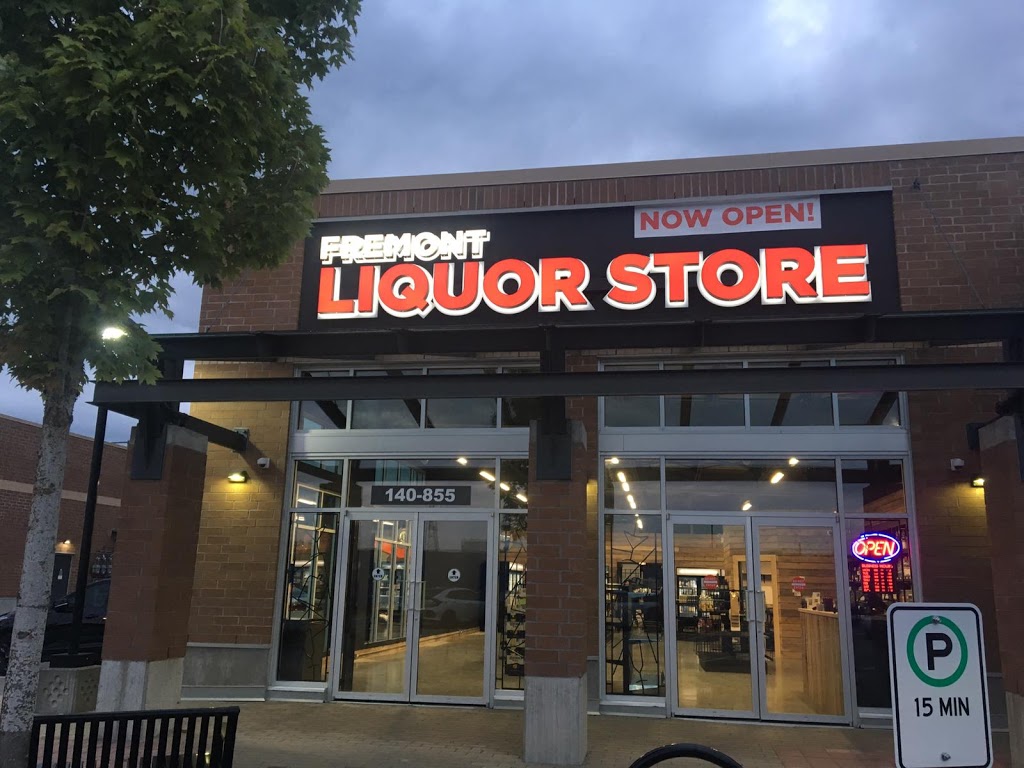 NOW OPEN!
FREMONT
LIQUOR STORE
140-855
OPEN
P
15 MIN